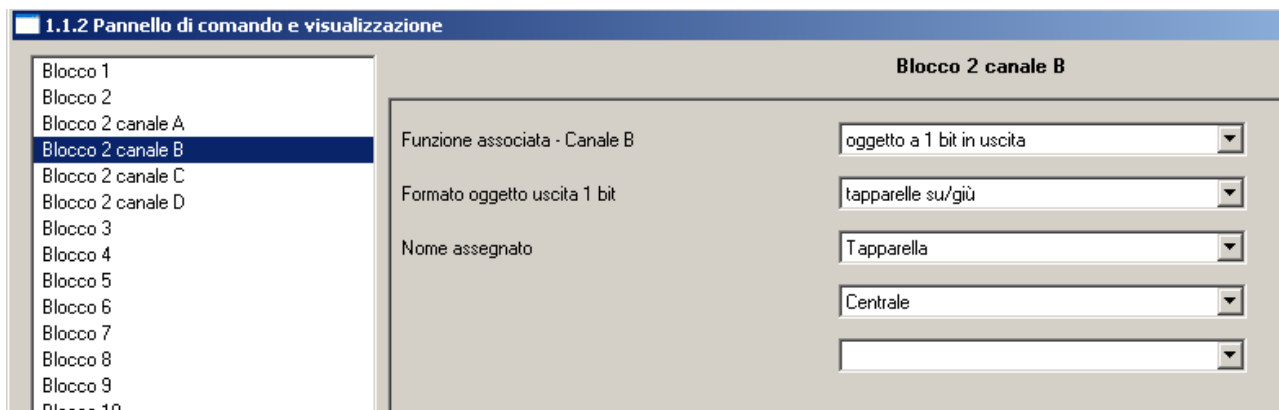 1.1.2 Pannello di comando e visualizzazione
Blocco 1
Blocco 2
Blocco 2 canale A
Blocco 2 canale B
Blocco 2 canale C
Blocco 2 canale D
Blocco 3
Blocco 4
Blocco 5
Blocco 6
Blocco 7
Blocco 8
Blocco 9
Blocco 10
Blocco 2 canale B
Funzione associata - Canale B
oggetto a 1 bit in uscita
Formato oggetto uscita 1 bit
tapparelle su/giù
Nome assegnato
Tapparella
Centrale